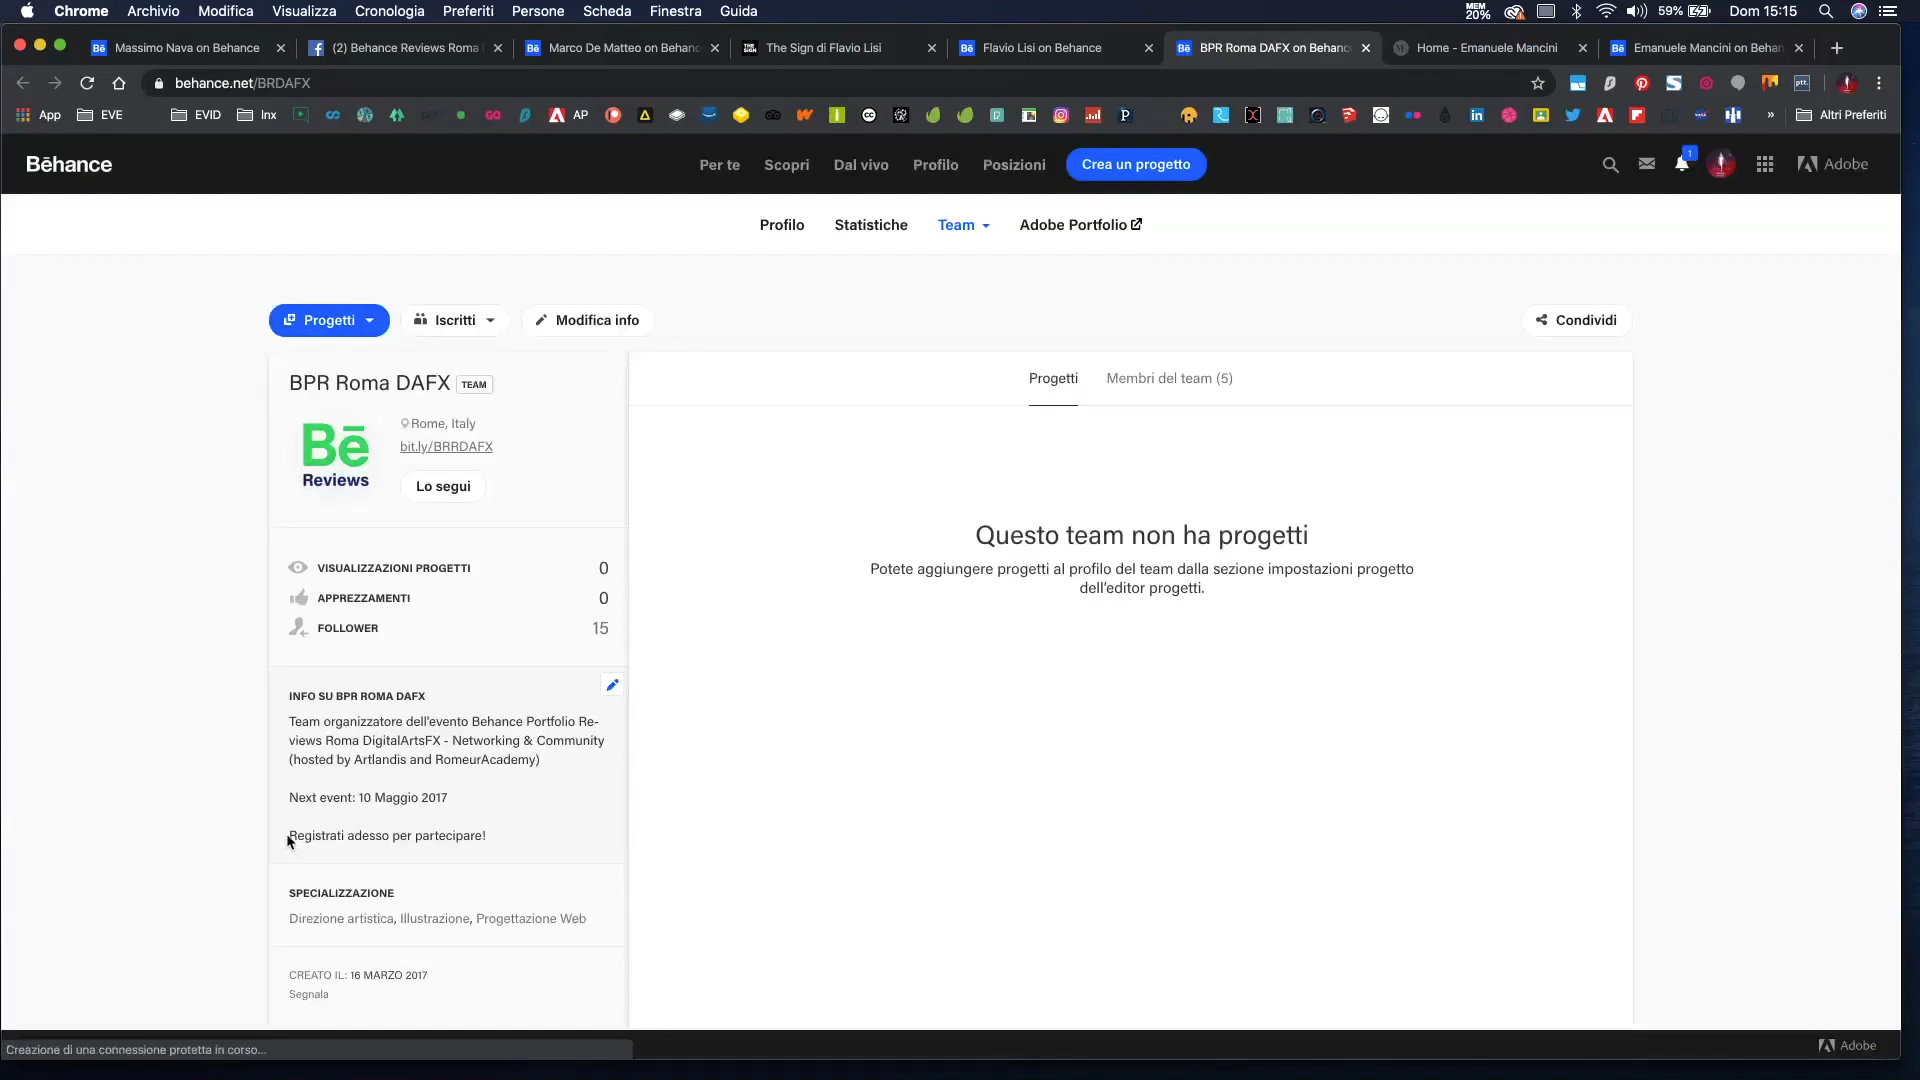 Chrome Archivio Modifica Visualizza Cronologia Preferiti Persone Scheda Finestra Guida MEM 20% 59% Dom 15:15
Massimo Nava on Behance (2) Behance Reviews Roma Marco De Matteo on Behanc The Sign di Flavio Lisi Flavio Lisi on Behance BPR Roma DAFX on Behanc Home - Emanuele Mancini Emanuele Mancini on Behan
behance.net/BRDAFX
App EVE EVID Inx AP Altri Preferiti
Bēhance Per te Scopri Dal vivo Profilo Posizioni Crea un progetto 1 Adobe
Profilo Statistiche Team Adobe Portfolio
Progetti Iscritti Modifica info Condividi
BPR Roma DAFX TEAM
Progetti Membri del team (5)
Bē
Reviews
Rome, Italy
bit.ly/BRRDAFX
Lo segui
Questo team non ha progetti
Potete aggiungere progetti al profilo del team dalla sezione impostazioni progetto
dell'editor progetti.
VISUALIZZAZIONI PROGETTI 0
APPREZZAMENTI 0
FOLLOWER 15
INFO SU BPR ROMA DAFX
Team organizzatore dell'evento Behance Portfolio Re-
views Roma DigitalArtsFX - Networking & Community
(hosted by Artlandis and RomeurAcademy)
Next event: 10 Maggio 2017
Registrati adesso per partecipare!
SPECIALIZZAZIONE
Direzione artistica, Illustrazione, Progettazione Web
CREATO IL: 16 MARZO 2017
Segnala
Creazione di una connessione protetta in corso...
Adobe